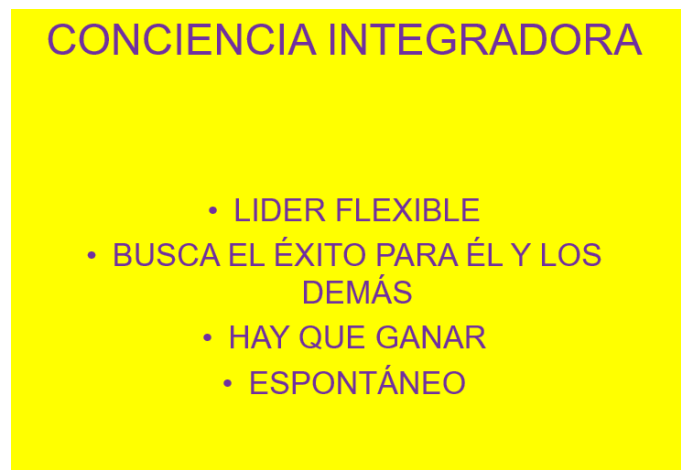 CONCIENCIA INTEGRADORA
• LIDER FLEXIBLE
• BUSCA EL ÉXITO PARA ÉL Y LOS
DEMÁS
• HAY QUE GANAR
• ESPONTÁNEO